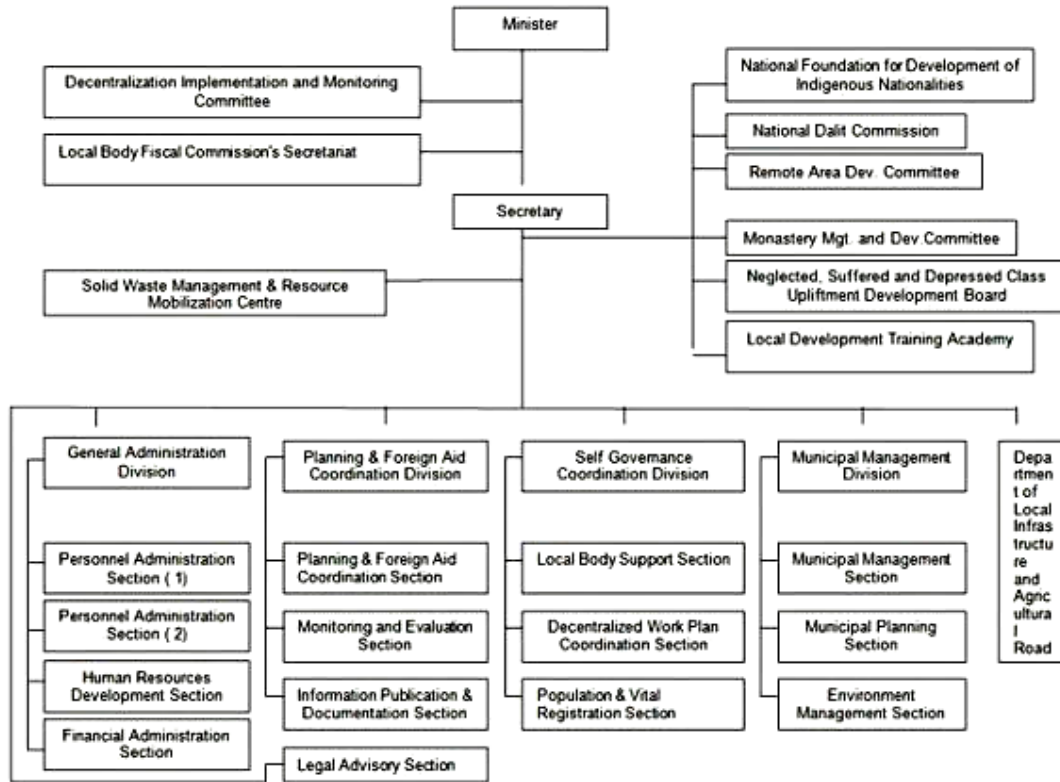 Minister
Decentralization Implementation and Monitoring
Committee
Local Body Fiscal Commission's Secretariat
National Foundation for Development of
Indigenous Nationalities
National Dalit Commission
Remote Area Dev. Committee
Secretary
Monastery Mgt. and Dev.Committee
Solid Waste Management & Resource
Mobilization Centre
Neglected, Suffered and Depressed Class
Upliftment Development Board
Local Development Training Academy
General Administration
Division
Personnel Administration
Section ( 1)
Personnel Administration
Section ( 2)
Human Resources
Development Section
Financial Administration
Section
Planning & Foreign Aid
Coordination Division
Planning & Foreign Aid
Coordination Section
Monitoring and Evaluation
Section
Information Publication &
Documentation Section
Legal Advisory Section
Self Governance
Coordination Division
Local Body Support Section
Decentralized Work Plan
Coordination Section
Population & Vital
Registration Section
Municipal Management
Division
Municipal Management
Section
Municipal Planning
Section
Environment
Management Section
Depa
rtmen
t of
Local
Infras
tructu
re
and
Agric
ultura
l
Road